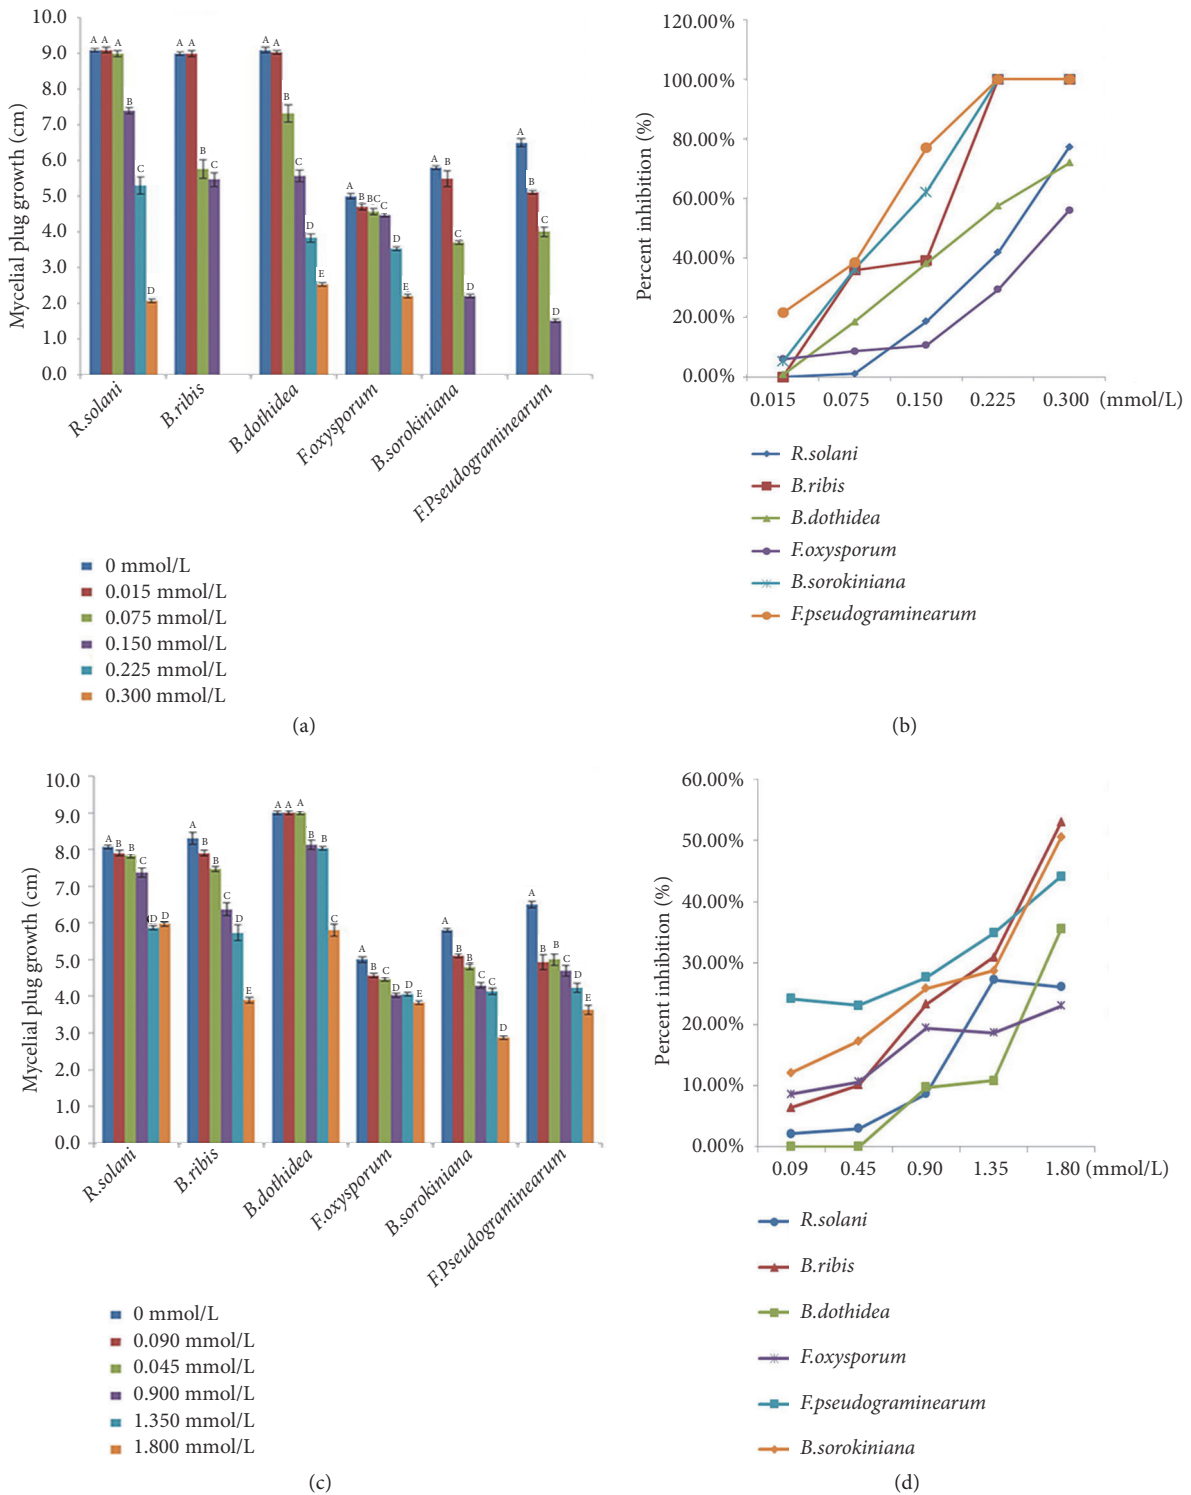 Mycelial plug growth (cm)
10.0
9.0
8.0
7.0
6.0
5.0
4.0
3.0
2.0
1.0
0.0
A A A B C D
A A B C
A A B C D E
A B BC C D E
A B C D
A B C D
R.solani
B.ribis
B.dothidea
F.oxysporum
B.sorokiniana
F.Pseudograminearum
0 mmol/L
0.015 mmol/L
0.075 mmol/L
0.150 mmol/L
0.225 mmol/L
0.300 mmol/L
(a)
Percent inhibition (%)
120.00%
100.00%
80.00%
60.00%
40.00%
20.00%
0.00%
0.015 0.075 0.150 0.225 0.300 (mmol/L)
R.solani
B.ribis
B.dothidea
F.oxysporum
B.sorokiniana
F.pseudograminearum
(b)
Mycelial plug growth (cm)
10.0
9.0
8.0
7.0
6.0
5.0
4.0
3.0
2.0
1.0
0.0
A B B C D D
A B B C D E
A A A B B C
A B C D D E
A B B C C D
A B B C D E
R.solani
B.ribis
B.dothidea
F.oxysporum
B.sorokiniana
F.Pseudograminearum
0 mmol/L
0.090 mmol/L
0.045 mmol/L
0.900 mmol/L
1.350 mmol/L
1.800 mmol/L
(c)
Percent inhibition (%)
60.00%
50.00%
40.00%
30.00%
20.00%
10.00%
0.00%
0.09 0.45 0.90 1.35 1.80 (mmol/L)
R.solani
B.ribis
B.dothidea
F.oxysporum
F.pseudograminearum
B.sorokiniana
(d)